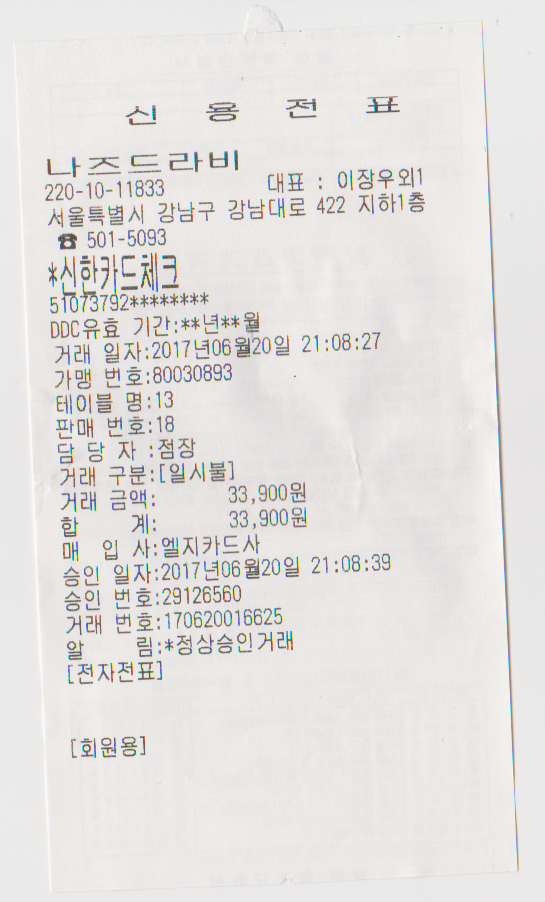 신 용 전 표
나즈드라비
220-10-11833 대표 : 이장우외1
서울특별시 강남구 강남대로 422 지하1층
☎ 501-5093
*신한카드체크
51073792********
DDC유효 기간:**년**월
거래 일자:2017년06월20일 21:08:27
가맹 번호:80030893
테이블 명:13
판매 번호:18
담 당 자 :점장
거래 구분:[일시불]
거래 금액: 33,900원
합 계: 33,900원
매 입 사:엘지카드사
승인 일자:2017년06월20일 21:08:39
승인 번호:29126560
거래 번호:170620016625
알 림:*정상승인거래
[전자전표]
[회원용]